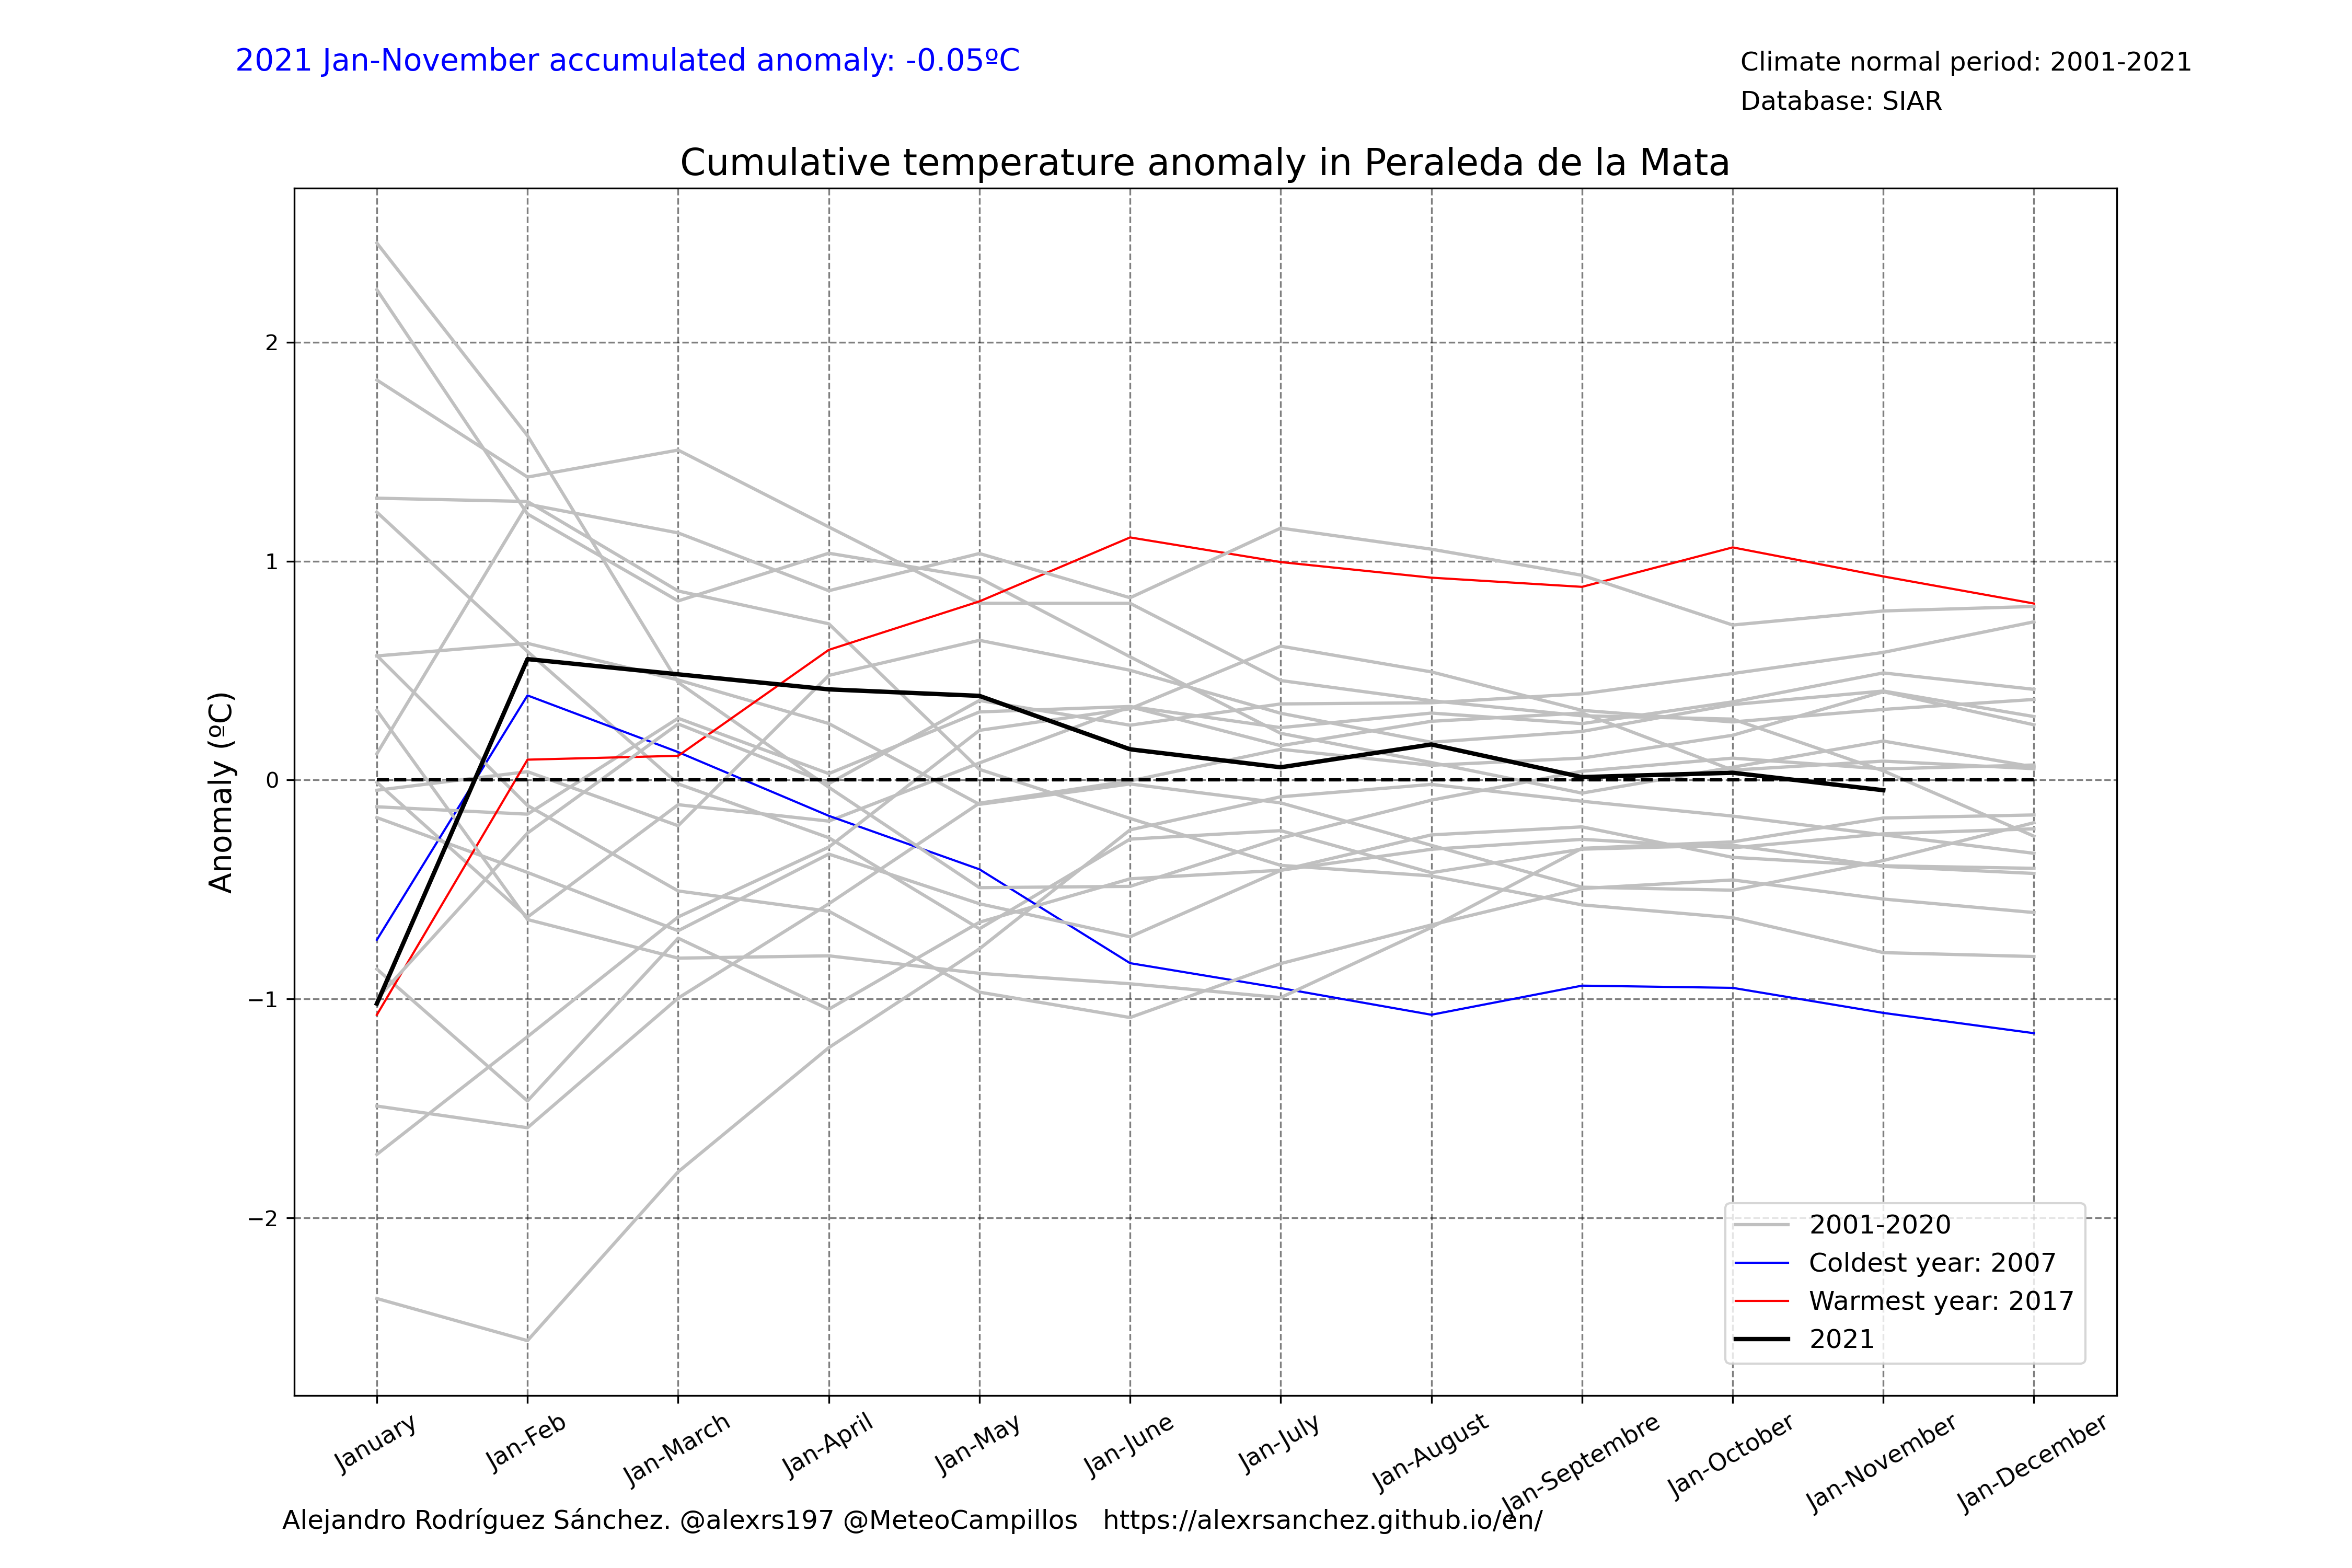 2021 Jan-November accumulated anomaly: -0.05ºC
Climate normal period: 2001-2021
Database: SIAR
Cumulative temperature anomaly in Peraleda de la Mata
Anomaly (ºC)
2
1
0
−1
−2
2001-2020
Coldest year: 2007
Warmest year: 2017
2021
January
Jan-Feb
Jan-March
Jan-April
Jan-May
Jan-June
Jan-July
Jan-August
Jan-Septembre
Jan-October
Jan-November
Jan-December
Alejandro Rodríguez Sánchez. @alexrs197 @MeteoCampillos https://alexrsanchez.github.io/en/